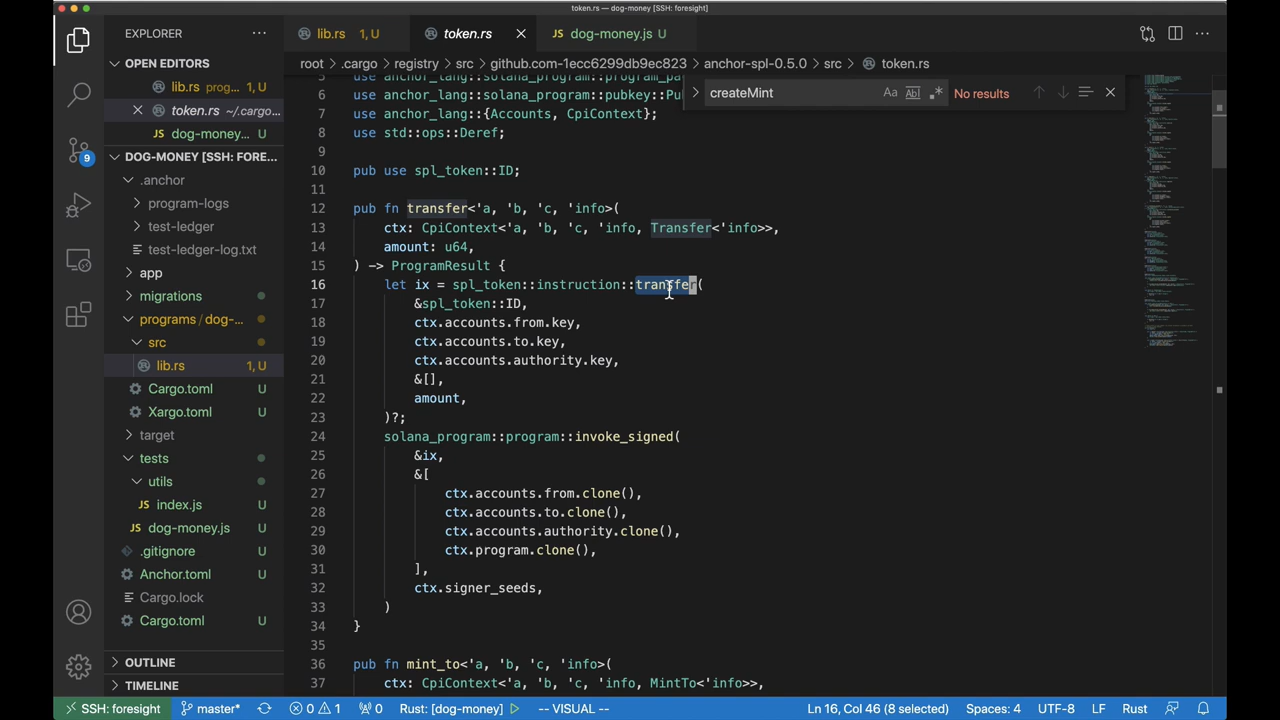 token.rs — dog-money [SSH: foresight]
EXPLORER
lib.rs 1, U
token.rs
dog-money.js U
OPEN EDITORS
lib.rs prog... 1, U
token.rs ~/.cargo...
dog-money... U
DOG-MONEY [SSH: FORE...
.anchor
program-logs
test-ledger
test-ledger-log.txt
app
migrations
programs/dog-...
src
lib.rs 1, U
Cargo.toml U
Xargo.toml U
target
tests
utils
index.js U
dog-money.js U
.gitignore U
Anchor.toml U
Cargo.lock
Cargo.toml U
OUTLINE
TIMELINE
9
root > .cargo > registry > src > github.com-1ecc6299db9ec823 > anchor-spl-0.5.0 > src > token.rs
createMint
Aa
No results
5 use anchor_lang::solana_program::program_pa
6 use anchor_lang::solana_program::pubkey::Pu
7 use anchor_lang::{Accounts, CpiContext};
8 use std::ops::Deref;
9
10 pub use spl_token::ID;
11
12 pub fn transfer<'a, 'b, 'c, 'info>(
13 ctx: CpiContext<'a, 'b, 'c, 'info, Transfer<'info>>,
14 amount: u64,
15 ) -> ProgramResult {
16 let ix = spl_token::instruction::transfer(
17 &spl_token::ID,
18 ctx.accounts.from.key,
19 ctx.accounts.to.key,
20 ctx.accounts.authority.key,
21 &[],
22 amount,
23 )?;
24 solana_program::program::invoke_signed(
25 &ix,
26 &[
27 ctx.accounts.from.clone(),
28 ctx.accounts.to.clone(),
29 ctx.accounts.authority.clone(),
30 ctx.program.clone(),
31 ],
32 ctx.signer_seeds,
33 )
34 }
35
36 pub fn mint_to<'a, 'b, 'c, 'info>(
37 ctx: CpiContext<'a, 'b, 'c, 'info, MintTo<'info>>,
SSH: foresight master* 0 1 0 Rust: [dog-money] -- VISUAL -- Ln 16, Col 46 (8 selected) Spaces: 4 UTF-8 LF Rust